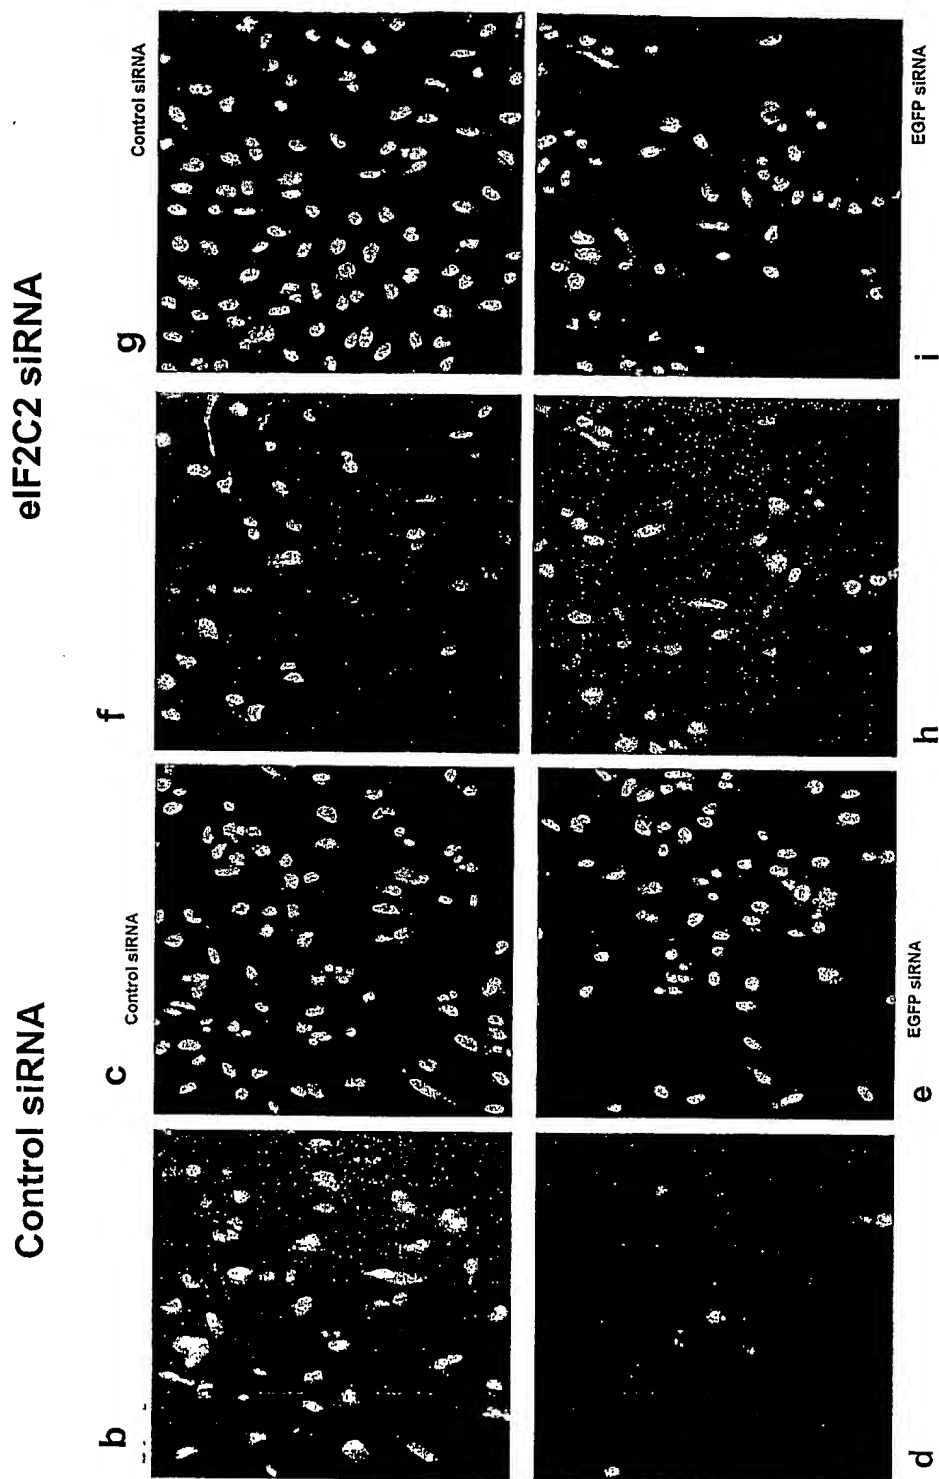 Control siRNA
eIF2C2 siRNA
b
c
Control siRNA
f
g
Control siRNA
d
e
EGFP siRNA
h
i
EGFP siRNA